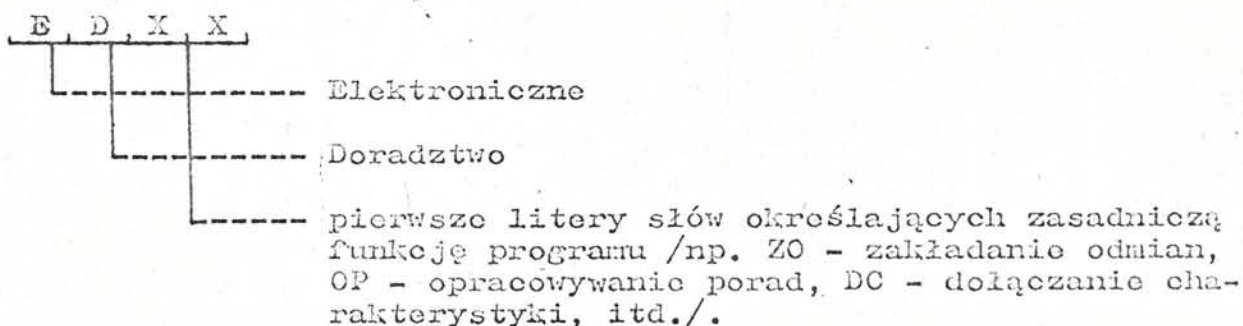 E D X X
Elektroniczne
Doradztwo
pierwsze litery słów określających zasadniczą
funkcję programu /np. ZO - zakładanie odmian,
OP - opracowywanie porad, DC - dołączanie cha-
rakterystyki, itd./.